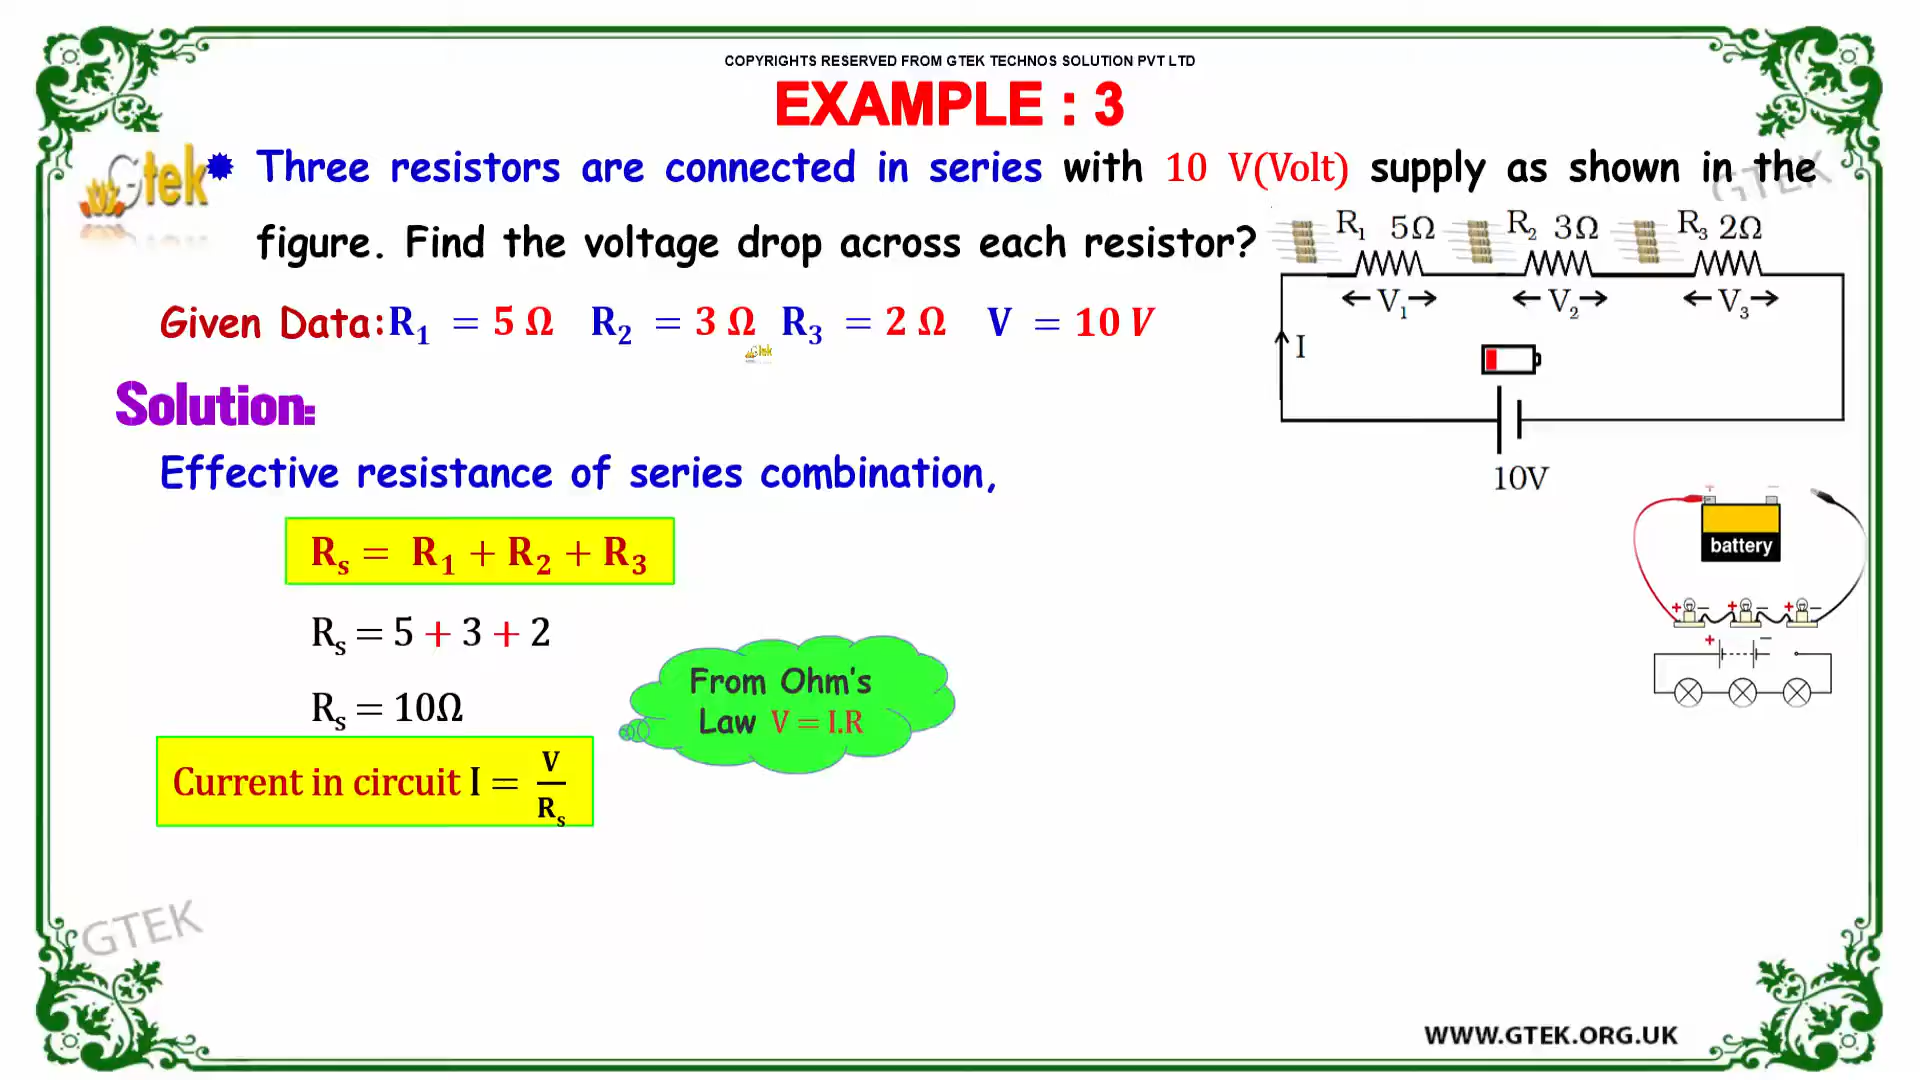 COPYRIGHTS RESERVED FROM GTEK TECHNOS SOLUTION PVT LTD
EXAMPLE : 3
Gtek
GTEK
Three resistors are connected in series with 10 V(Volt) supply as shown in the
figure. Find the voltage drop across each resistor?
R₁ 5Ω R₂ 3Ω R₃ 2Ω
V₁ V₂ V₃
I
10V
Given Data: R₁ = 5 Ω R₂ = 3 Ω R₃ = 2 Ω V = 10 V
Gtek
Solution:
Effective resistance of series combination,
Rₛ = R₁ + R₂ + R₃
Rₛ = 5 + 3 + 2
Rₛ = 10Ω
From Ohm's
Law V = I.R
Current in circuit I = V/Rₛ
+ −
battery
+ − + − + −
+ −
GTEK
WWW.GTEK.ORG.UK